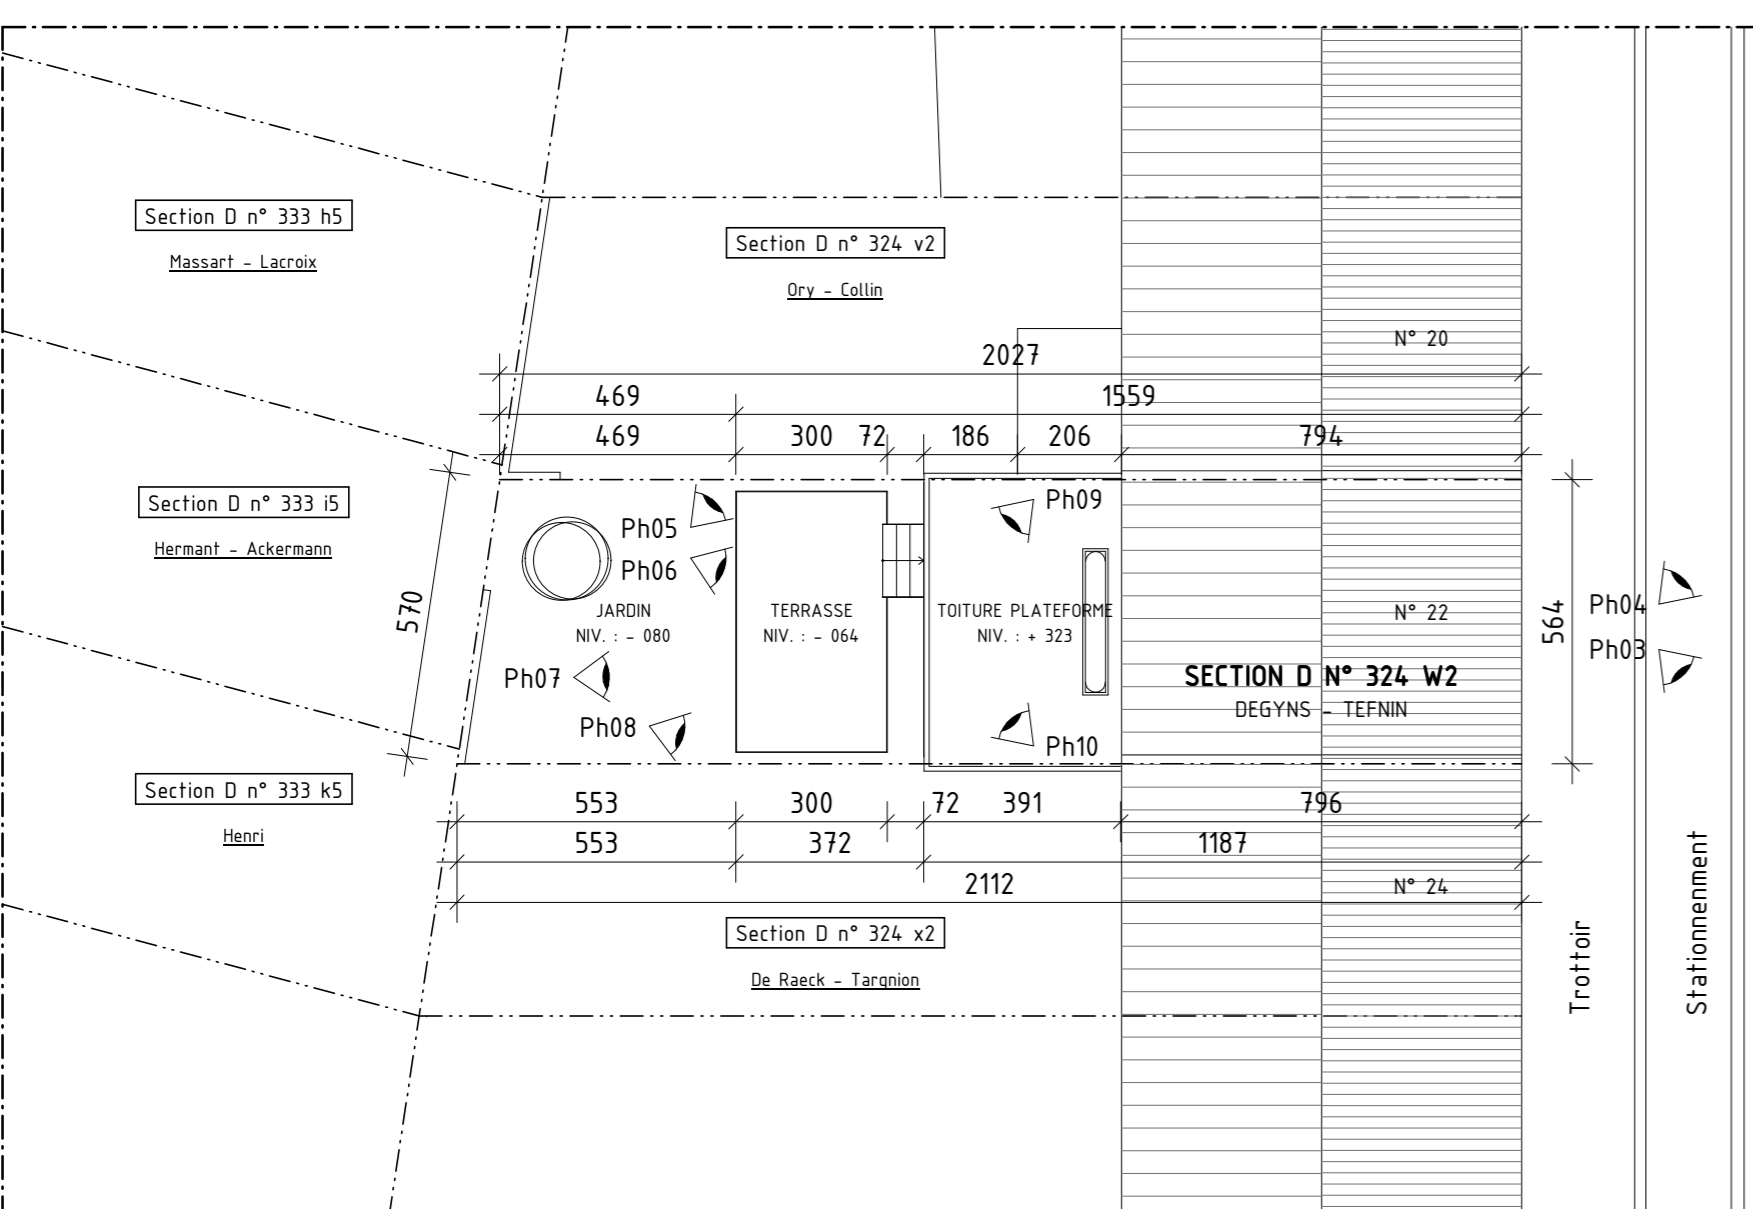 Section D n° 333 h5
Massart - Lacroix
Section D n° 324 v2
Ory - Collin
N° 20
2027
469
1559
469
300
72
186
206
794
Section D n° 333 i5
Hermant - Ackermann
570
Ph05
Ph06
Ph09
JARDIN
NIV. : - 080
TERRASSE
NIV. : - 064
TOITURE PLATEFORME
NIV. : + 323
N° 22
564
Ph04
Ph03
Ph07
Ph08
Ph10
SECTION D N° 324 W2
DEGYNS - TEFNIN
Section D n° 333 k5
Henri
553
300
72
391
796
553
372
1187
2112
N° 24
Section D n° 324 x2
De Raeck - Targnion
Trottoir
Stationnenment